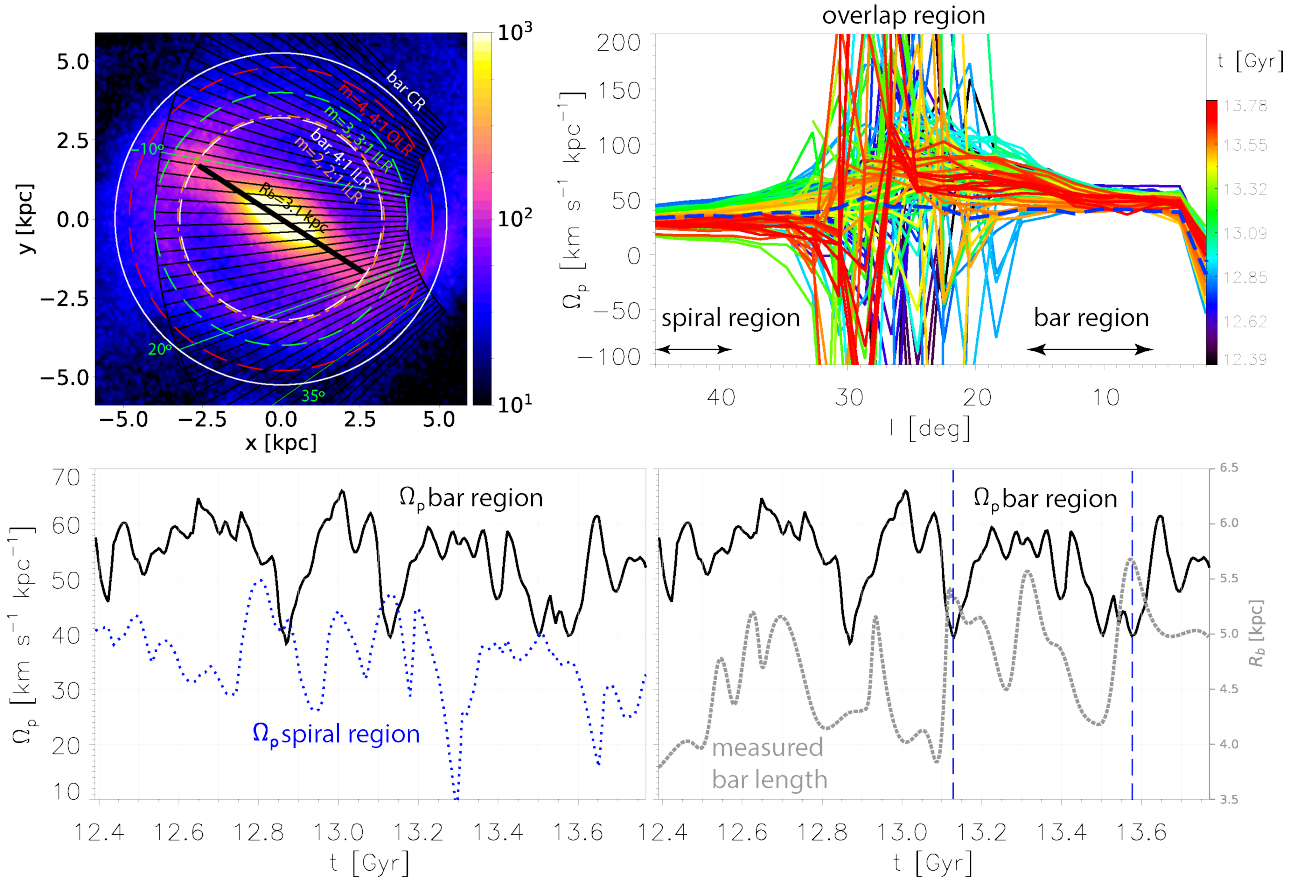 overlap region
5.0
2.5
0.0
−2.5
−5.0
y [kpc]
−5.0
−2.5
0.0
2.5
5.0
x [kpc]
bar CR
m=4, 4:1 OLR
m=3, 3:1 ILR
bar 4:1 ILR
m=2, 2:1 ILR
R_b=3.1 kpc
−10º
20º
35º
10³
10²
10¹
200
150
100
50
0
−50
−100
Ω_p [km s⁻¹ kpc⁻¹]
spiral region
bar region
40
30
20
10
l [deg]
t [Gyr]
13.78
13.56
13.32
13.09
12.85
12.62
12.39
70
60
50
40
30
20
10
Ω_p [km s⁻¹ kpc⁻¹]
Ω_p bar region
Ω_p spiral region
12.4
12.6
12.8
13.0
13.2
13.4
13.6
t [Gyr]
Ω_p bar region
measured
bar length
12.4
12.6
12.8
13.0
13.2
13.4
13.6
t [Gyr]
6.5
6.0
5.5
5.0
4.5
4.0
3.5
R_b [kpc]